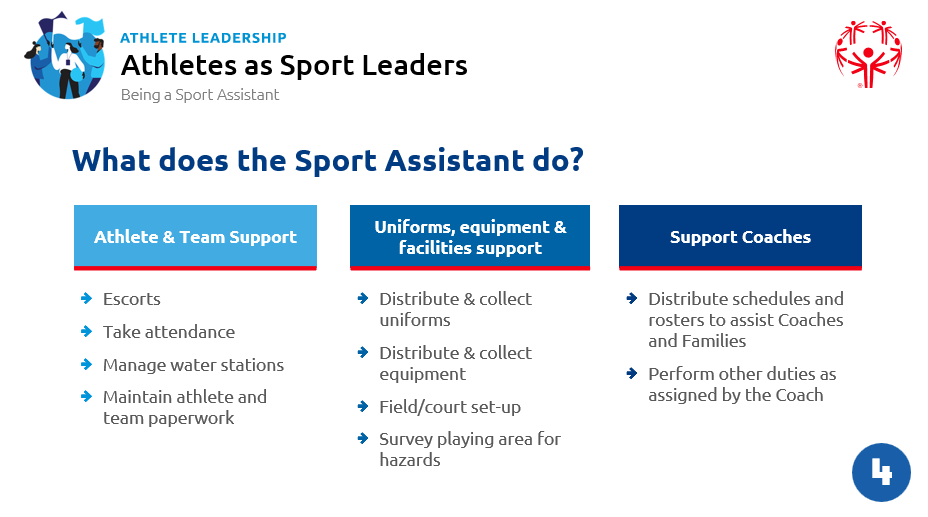 ATHLETE LEADERSHIP
Athletes as Sport Leaders
Being a Sport Assistant
®
What does the Sport Assistant do?
Athlete & Team Support
Escorts
Take attendance
Manage water stations
Maintain athlete and
team paperwork
Uniforms, equipment &
facilities support
Distribute & collect
uniforms
Distribute & collect
equipment
Field/court set-up
Survey playing area for
hazards
Support Coaches
Distribute schedules and
rosters to assist Coaches
and Families
Perform other duties as
assigned by the Coach
4